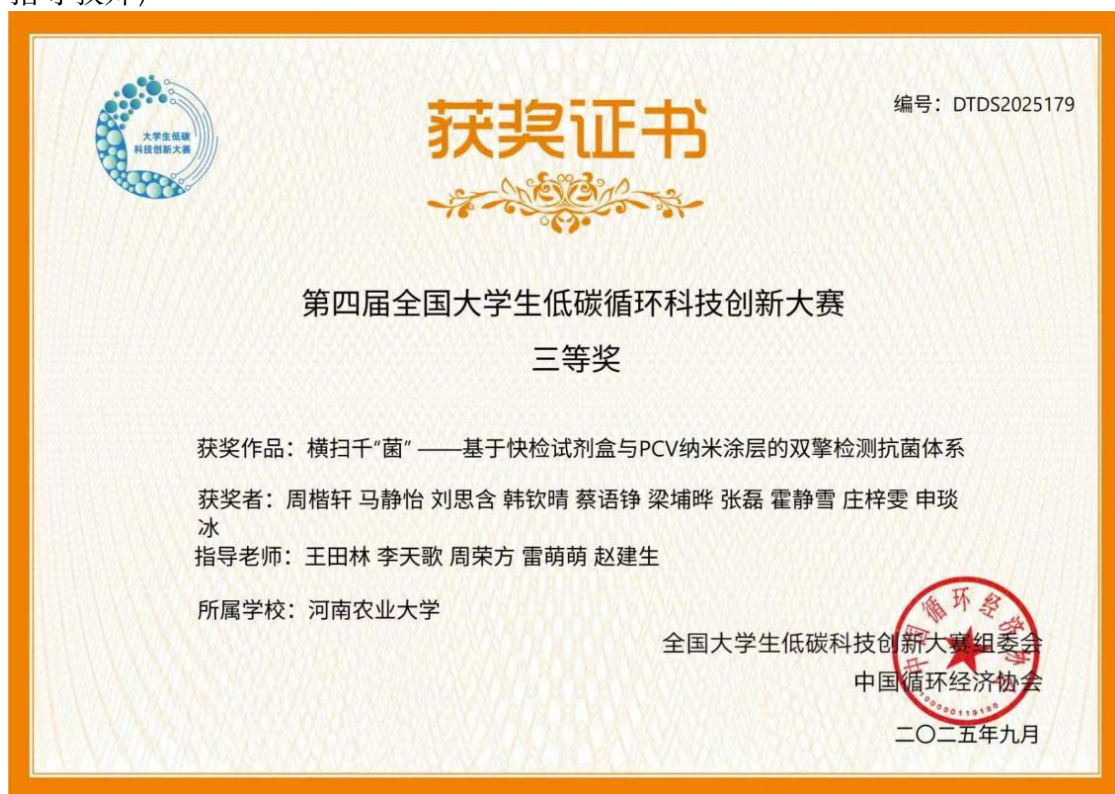 大学生低碳
科技创新大赛
获奖证书
编号：DTDS2025179
第四届全国大学生低碳循环科技创新大赛
三等奖
获奖作品：横扫千“菌” ——基于快检试剂盒与PCV纳米涂层的双擎检测抗菌体系
获奖者：周楷轩 马静怡 刘思含 韩钦晴 蔡语铮 梁埔晔 张磊 霍静雪 庄梓雯 申琰
冰
指导老师：王田林 李天歌 周荣方 雷萌萌 赵建生
所属学校：河南农业大学
全国大学生低碳科技创新大赛组委会
中国循环经济协会
中国循环经济协会
二〇二五年九月